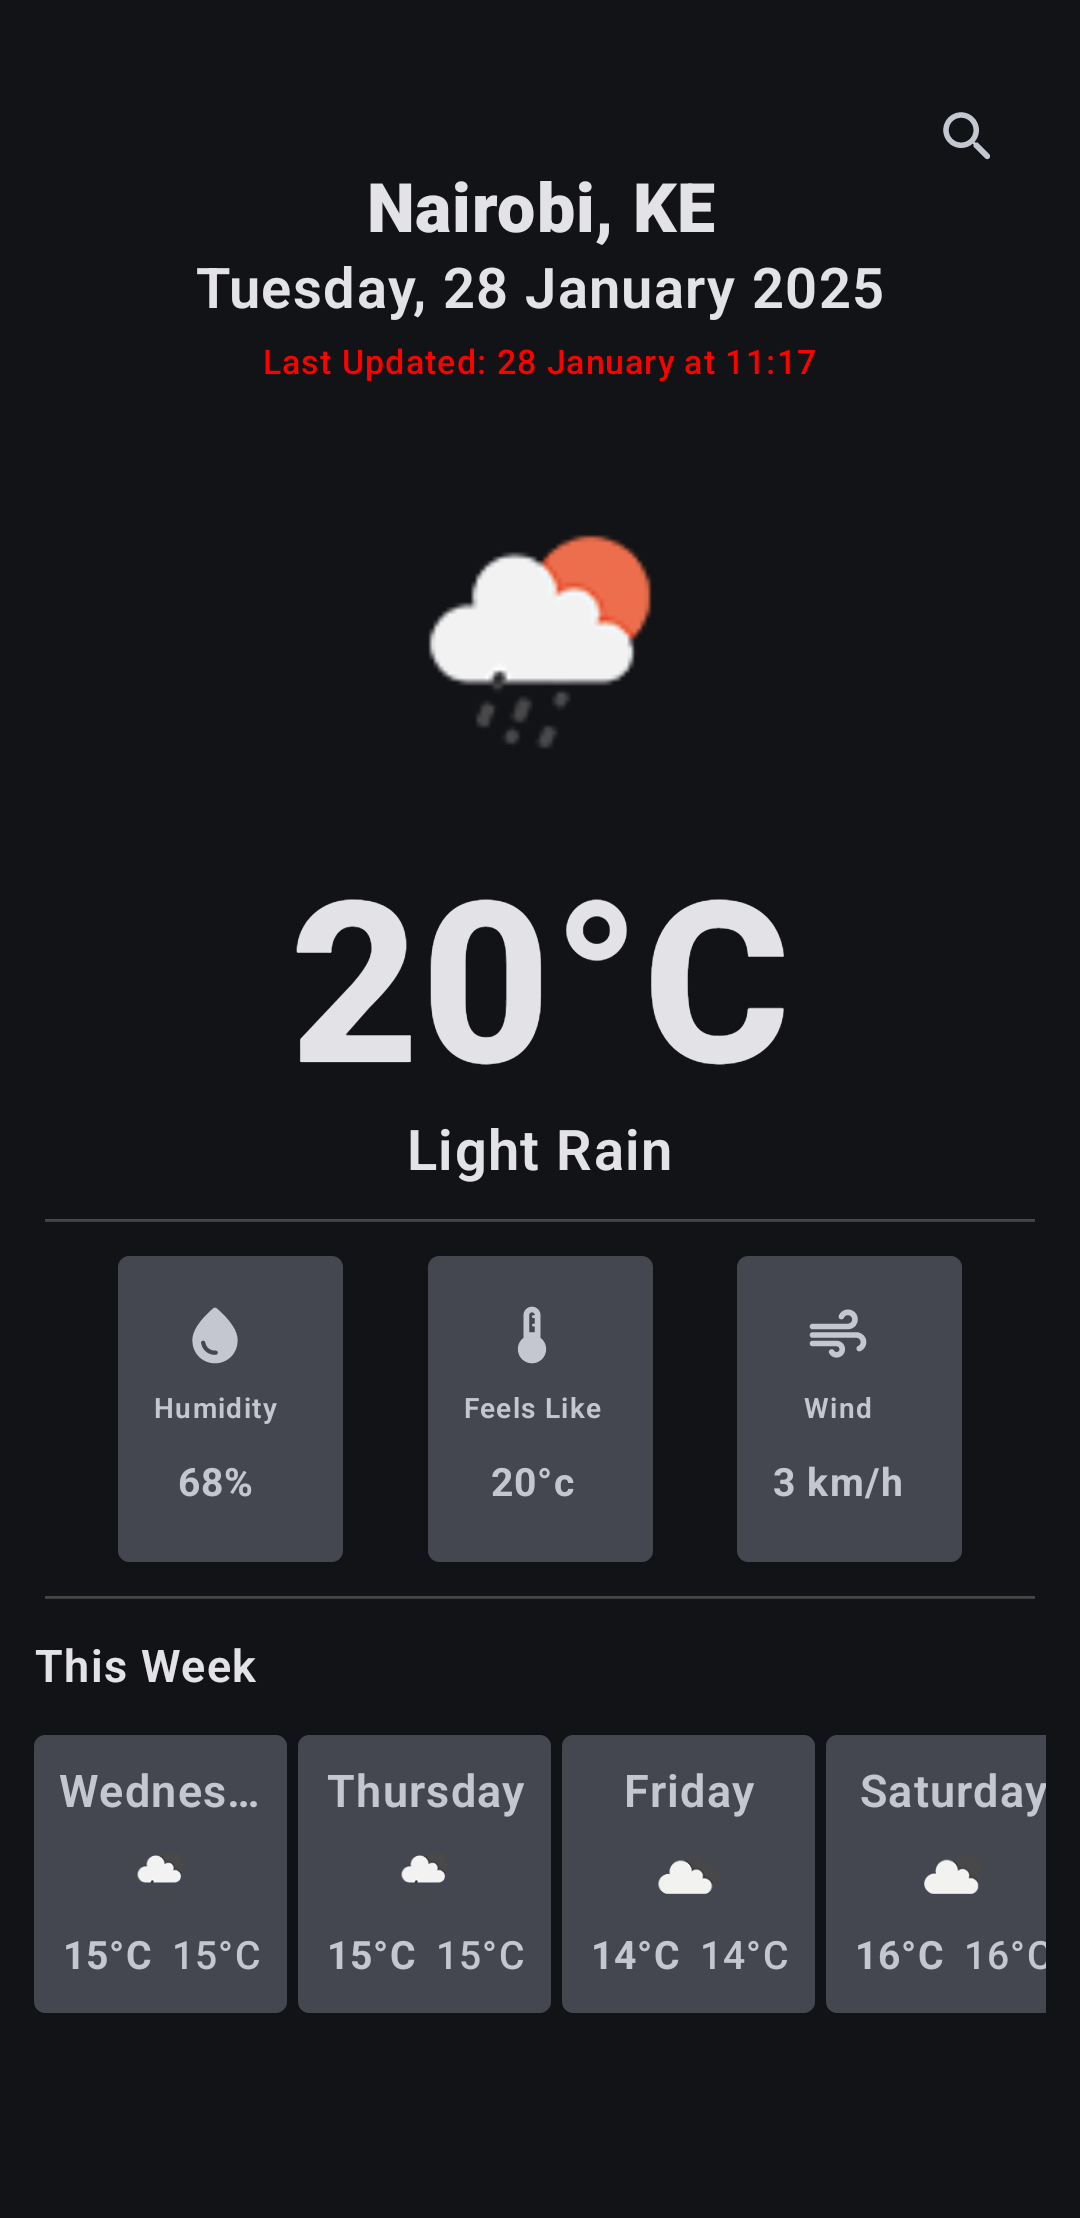 Nairobi, KE
Tuesday, 28 January 2025
Last Updated: 28 January at 11:17
20°C
Light Rain
Humidity Feels Like Wind
68% 20°c 3 km/h
This Week
Wednes... Thursday Friday Saturday
15°C 15°C 15°C 15°C 14°C 14°C 16°C 16°C